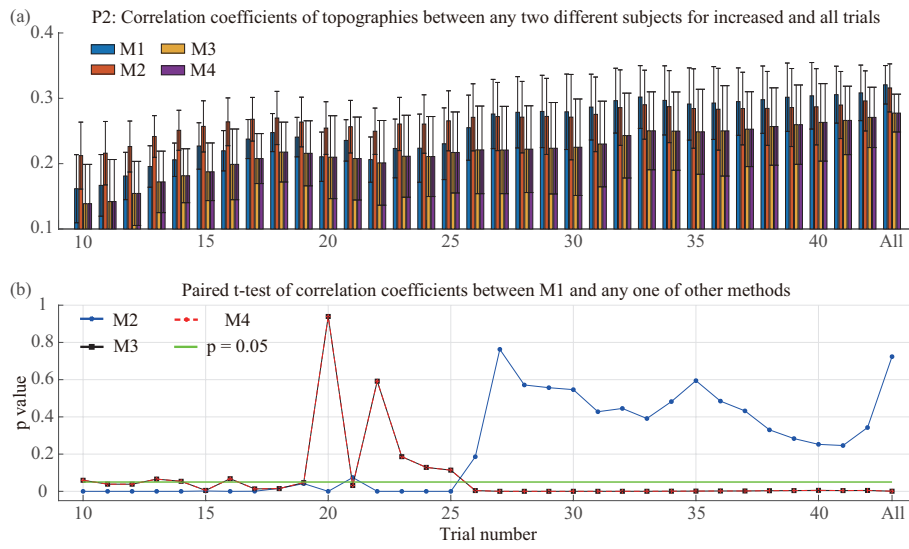 (a) P2: Correlation coefficients of topographies between any two different subjects for increased and all trials
0.4
M1 M3
M2 M4
0.3
0.2
0.1
10 15 20 25 30 35 40 All
(b) Paired t-test of correlation coefficients between M1 and any one of other methods
1
M2 M4
M3 p = 0.05
0.8
0.6
0.4
0.2
0
p value
10 15 20 25 30 35 40 All
Trial number